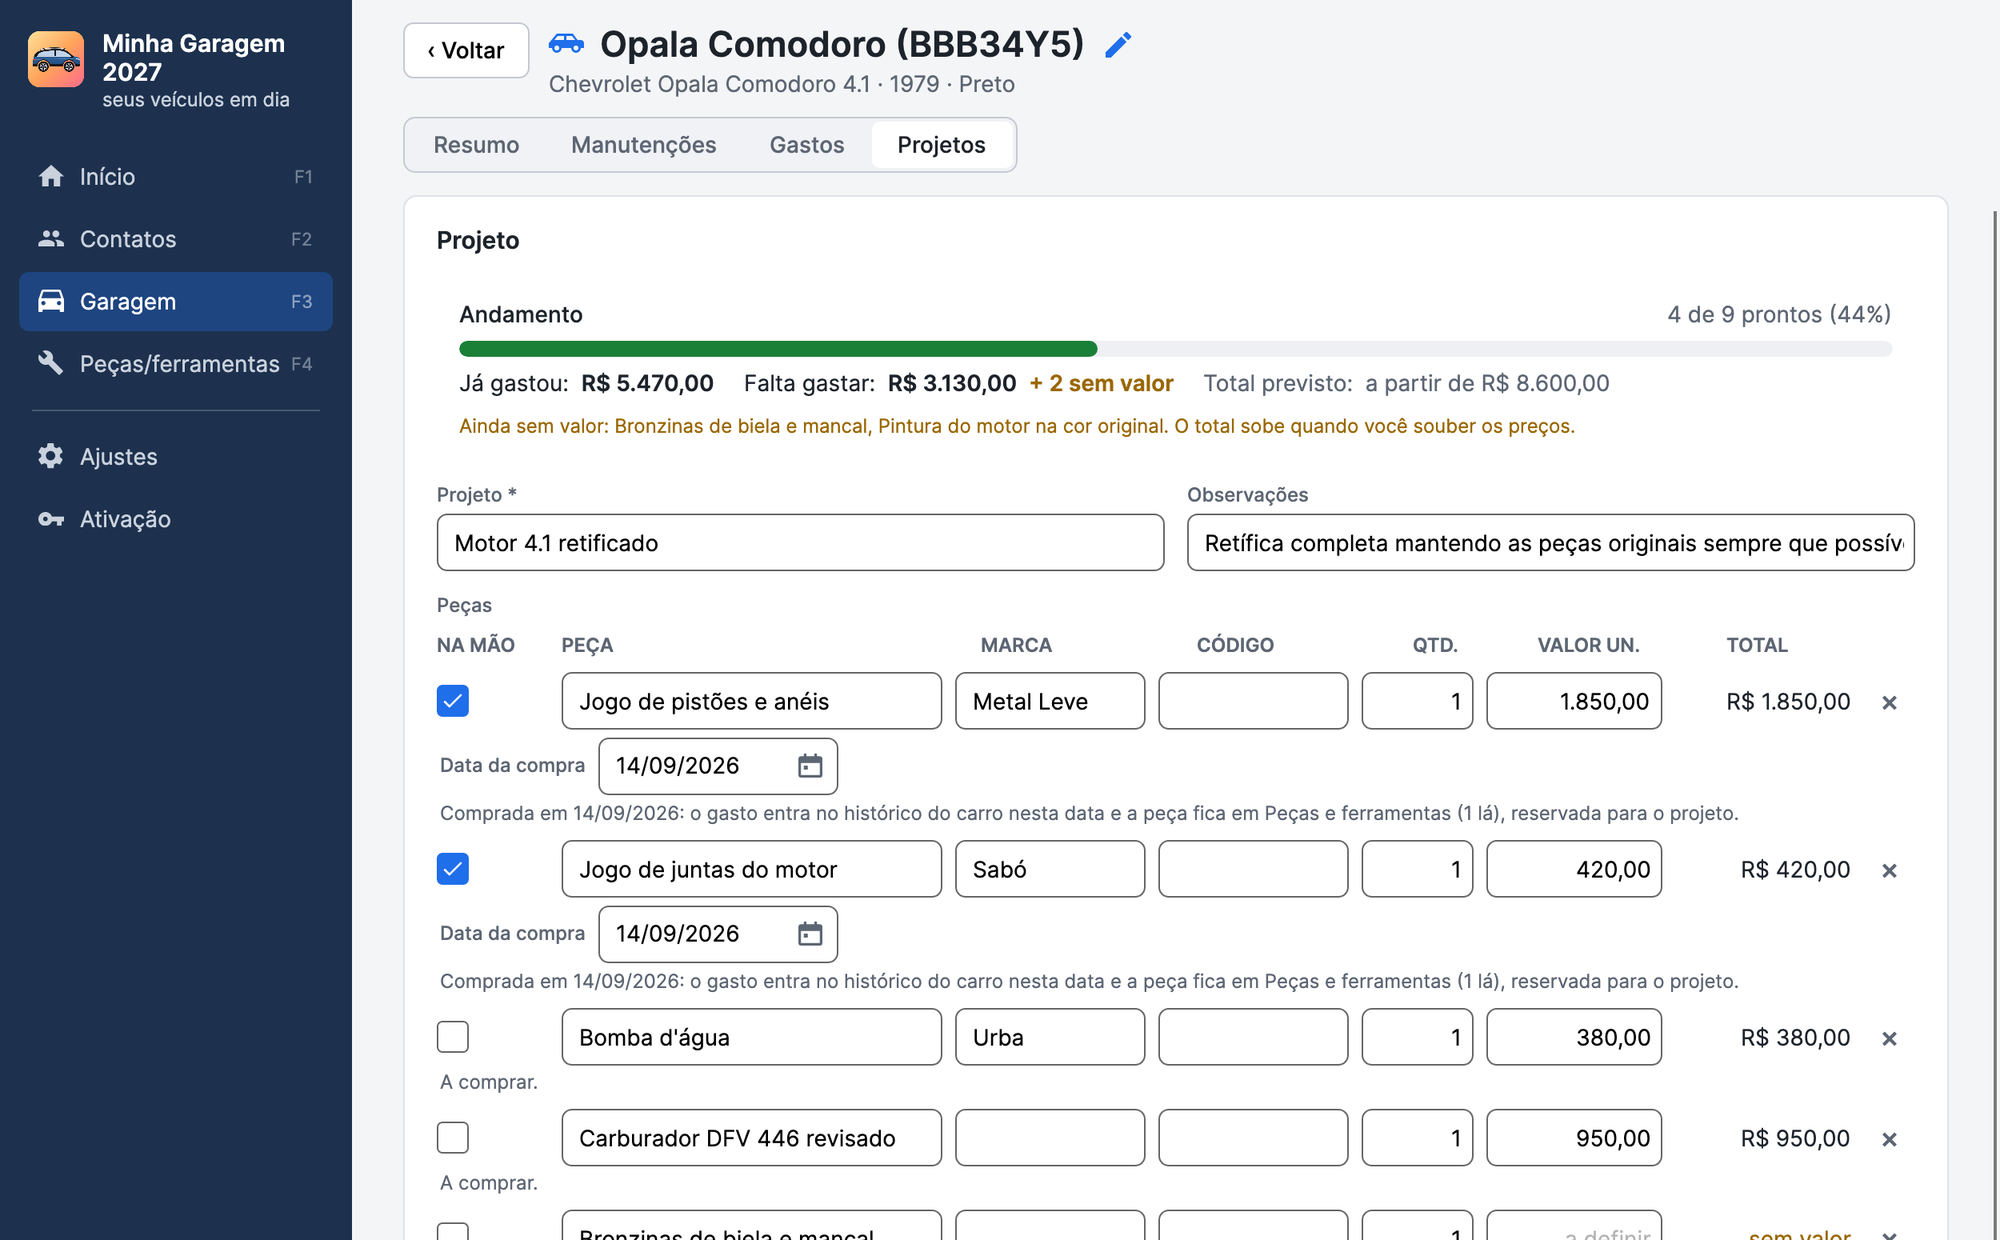 Minha Garagem
2027
seus veículos em dia
Início F1
Contatos F2
Garagem F3
Peças/ferramentas F4
Ajustes
Ativação
‹ Voltar
Opala Comodoro (BBB34Y5)
Chevrolet Opala Comodoro 4.1 · 1979 · Preto
Resumo Manutenções Gastos Projetos
Projeto
Andamento 4 de 9 prontos (44%)
Já gastou: R$ 5.470,00 Falta gastar: R$ 3.130,00 + 2 sem valor Total previsto: a partir de R$ 8.600,00
Ainda sem valor: Bronzinas de biela e mancal, Pintura do motor na cor original. O total sobe quando você souber os preços.
Projeto * Observações
Motor 4.1 retificado Retífica completa mantendo as peças originais sempre que possív
Peças
NA MÃO PEÇA MARCA CÓDIGO QTD. VALOR UN. TOTAL
Jogo de pistões e anéis Metal Leve 1 1.850,00 R$ 1.850,00 ×
Data da compra 14/09/2026
Comprada em 14/09/2026: o gasto entra no histórico do carro nesta data e a peça fica em Peças e ferramentas (1 lá), reservada para o projeto.
Jogo de juntas do motor Sabó 1 420,00 R$ 420,00 ×
Data da compra 14/09/2026
Comprada em 14/09/2026: o gasto entra no histórico do carro nesta data e a peça fica em Peças e ferramentas (1 lá), reservada para o projeto.
Bomba d'água Urba 1 380,00 R$ 380,00 ×
A comprar.
Carburador DFV 446 revisado 1 950,00 R$ 950,00 ×
A comprar.
Bronzinas de biela e mancal 1 a definir sem valor ×